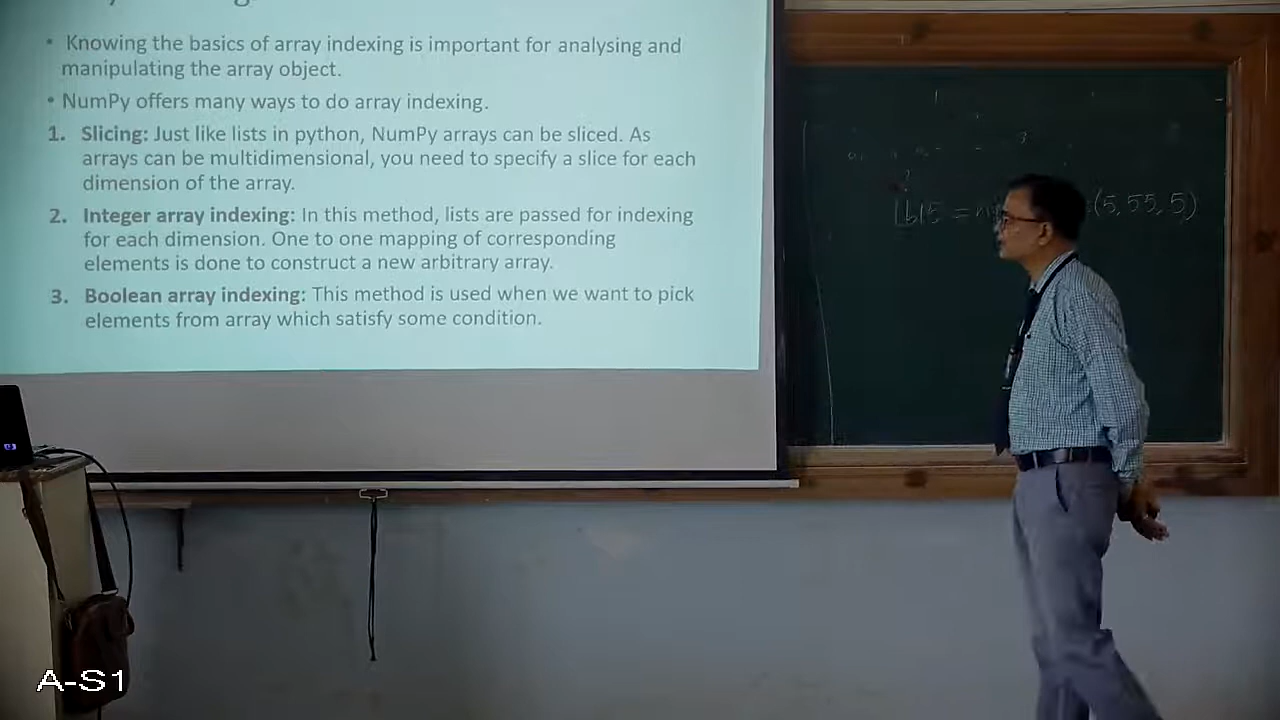 • Knowing the basics of array indexing is important for analysing and
manipulating the array object.
• NumPy offers many ways to do array indexing.
1. Slicing: Just like lists in python, NumPy arrays can be sliced. As
arrays can be multidimensional, you need to specify a slice for each
dimension of the array.
2. Integer array indexing: In this method, lists are passed for indexing
for each dimension. One to one mapping of corresponding
elements is done to construct a new arbitrary array.
3. Boolean array indexing: This method is used when we want to pick
elements from array which satisfy some condition.
= (5,55,5)
A-S1